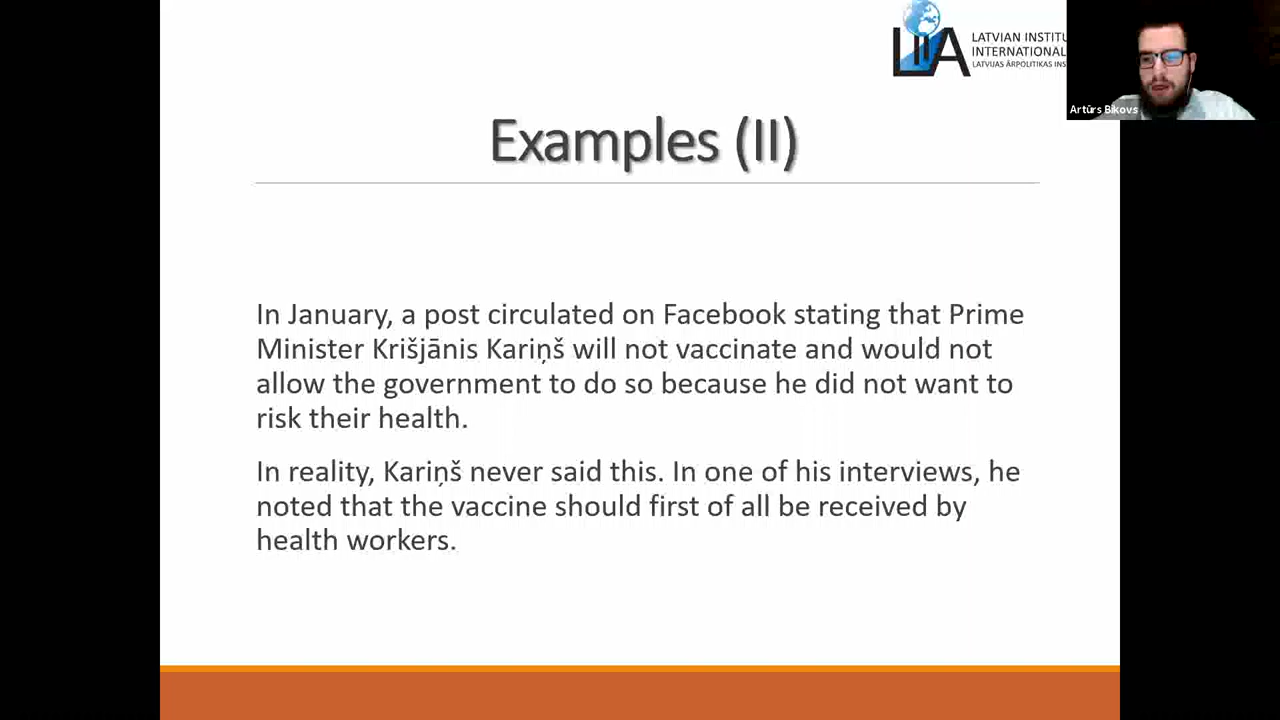 LATVIAN
INTERNATIONAL
LATVIJAS ĀRPOLITIKAS
Artūrs Bikovs
Examples (II)
In January, a post circulated on Facebook stating that Prime
Minister Krišjānis Kariņš will not vaccinate and would not
allow the government to do so because he did not want to
risk their health.
In reality, Kariņš never said this. In one of his interviews, he
noted that the vaccine should first of all be received by
health workers.